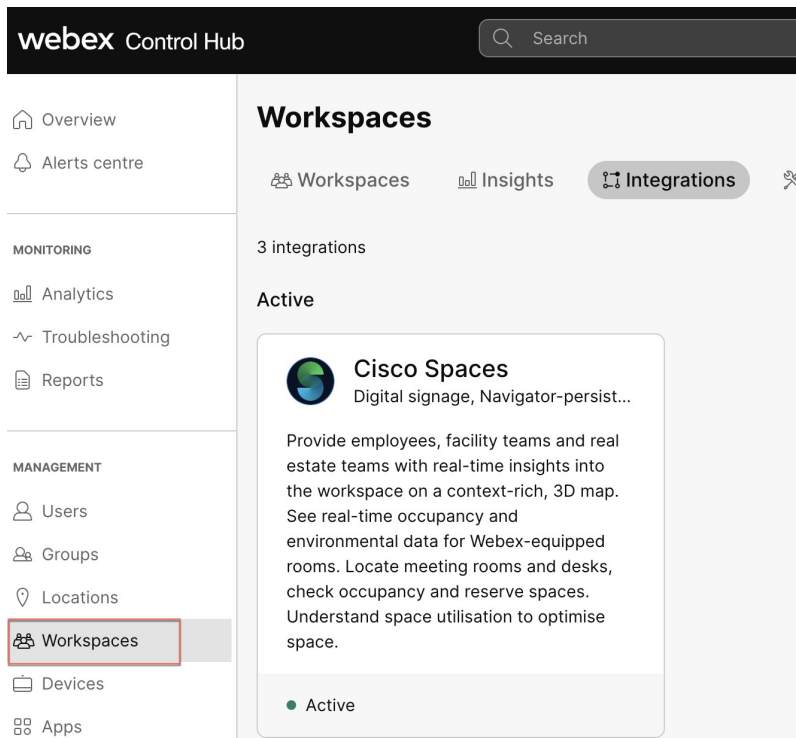 webex Control Hub
Search
Overview
Alerts centre
MONITORING
Analytics
Troubleshooting
Reports
MANAGEMENT
Users
Groups
Locations
Workspaces
Devices
Apps
Workspaces
Workspaces Insights Integrations
3 integrations
Active
Cisco Spaces
Digital signage, Navigator-persist...
Provide employees, facility teams and real
estate teams with real-time insights into
the workspace on a context-rich, 3D map.
See real-time occupancy and
environmental data for Webex-equipped
rooms. Locate meeting rooms and desks,
check occupancy and reserve spaces.
Understand space utilisation to optimise
space.
Active